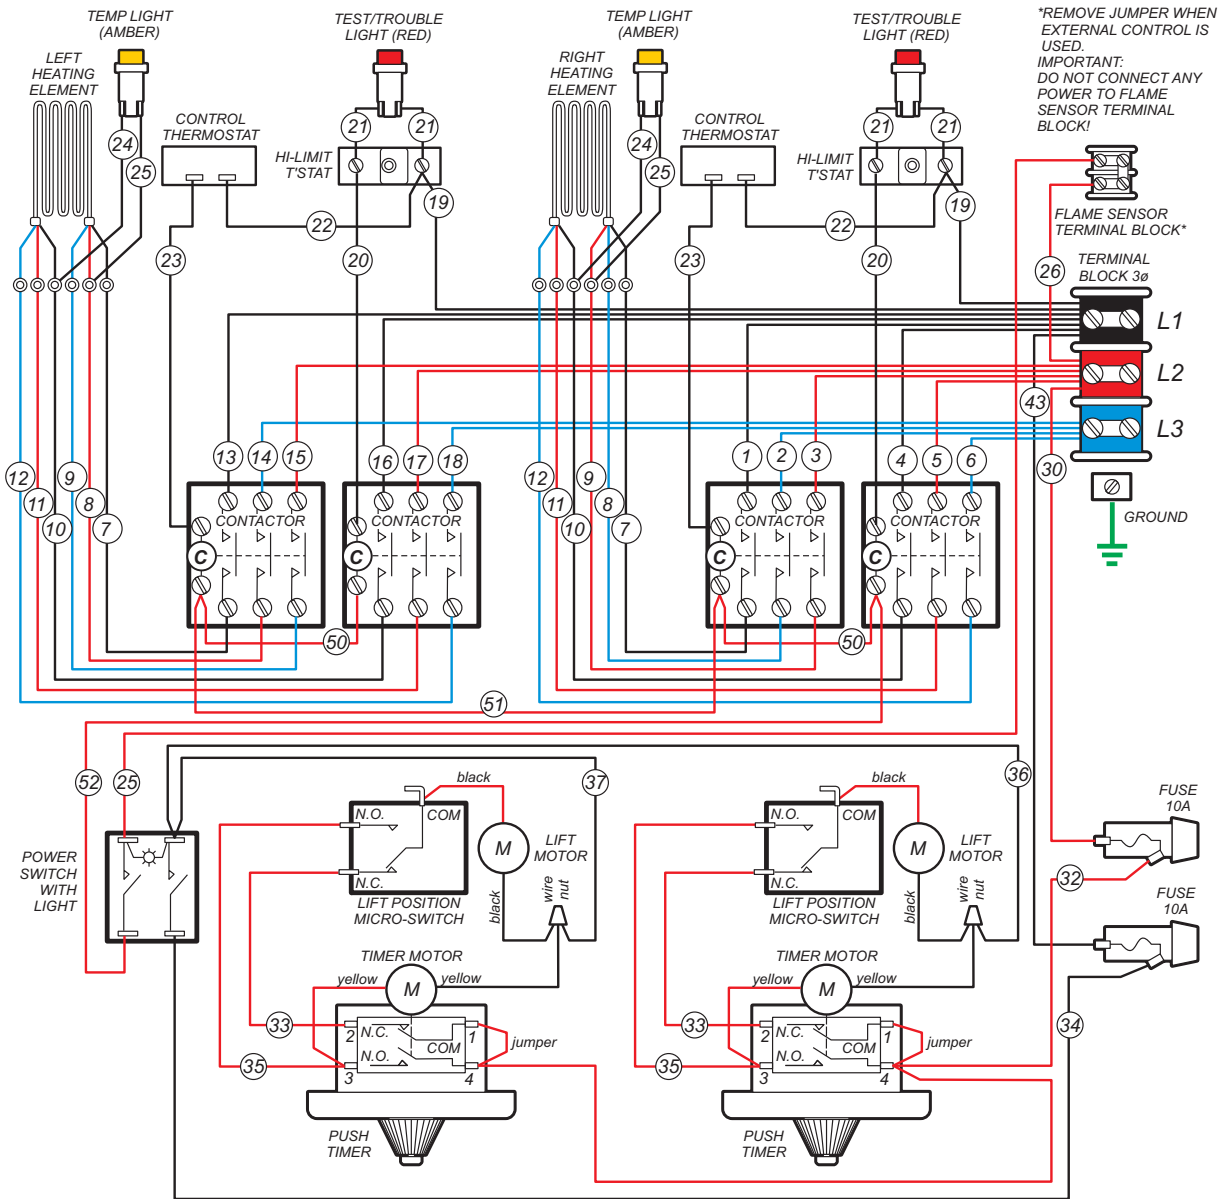 TEMP LIGHT
(AMBER)
TEST/TROUBLE
LIGHT (RED)
TEMP LIGHT
(AMBER)
TEST/TROUBLE
LIGHT (RED)
*REMOVE JUMPER WHEN
EXTERNAL CONTROL IS
USED.
IMPORTANT:
DO NOT CONNECT ANY
POWER TO FLAME
SENSOR TERMINAL
BLOCK!
LEFT
HEATING
ELEMENT
RIGHT
HEATING
ELEMENT
CONTROL
THERMOSTAT
HI-LIMIT
T'STAT
CONTROL
THERMOSTAT
HI-LIMIT
T'STAT
24
25
21
21
24
25
21
21
19
19
22
22
23
20
23
20
FLAME SENSOR
TERMINAL BLOCK*
26
TERMINAL
BLOCK 3ø
L1
L2
L3
43
30
GROUND
12
11
10
9
8
7
13
14
15
16
17
18
12
11
10
9
8
7
1
2
3
4
5
6
CONTACTOR
C
CONTACTOR
C
CONTACTOR
C
CONTACTOR
C
50
50
51
52
25
37
36
black
N.O.
COM
N.C.
M
LIFT
MOTOR
black
wire
nut
LIFT POSITION
MICRO-SWITCH
black
N.O.
COM
N.C.
M
LIFT
MOTOR
black
wire
nut
LIFT POSITION
MICRO-SWITCH
FUSE
10A
32
FUSE
10A
34
POWER
SWITCH
WITH
LIGHT
TIMER MOTOR
yellow
yellow
M
33
35
2
N.C.
1
N.O.
COM
3
4
jumper
PUSH
TIMER
TIMER MOTOR
yellow
yellow
M
33
35
2
N.C.
1
N.O.
COM
3
4
jumper
PUSH
TIMER